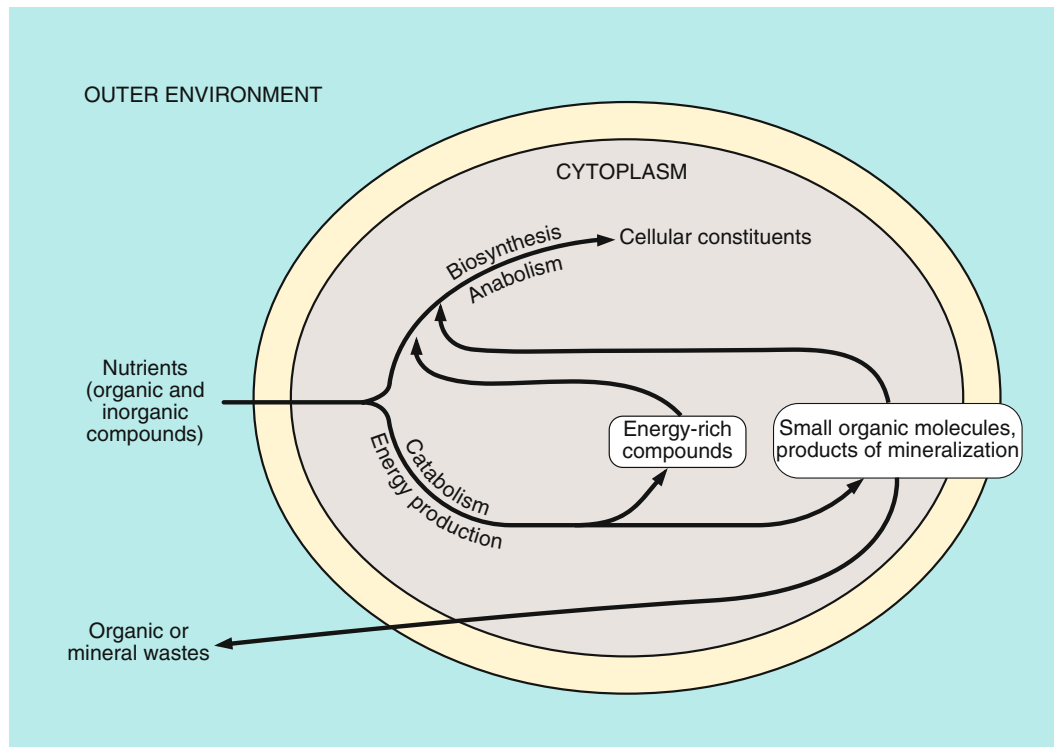 OUTER ENVIRONMENT
CYTOPLASM
Biosynthesis
Anabolism
Cellular constituents
Nutrients
(organic and
inorganic
compounds)
Catabolism
Energy production
Energy-rich
compounds
Small organic molecules,
products of mineralization
Organic or
mineral wastes